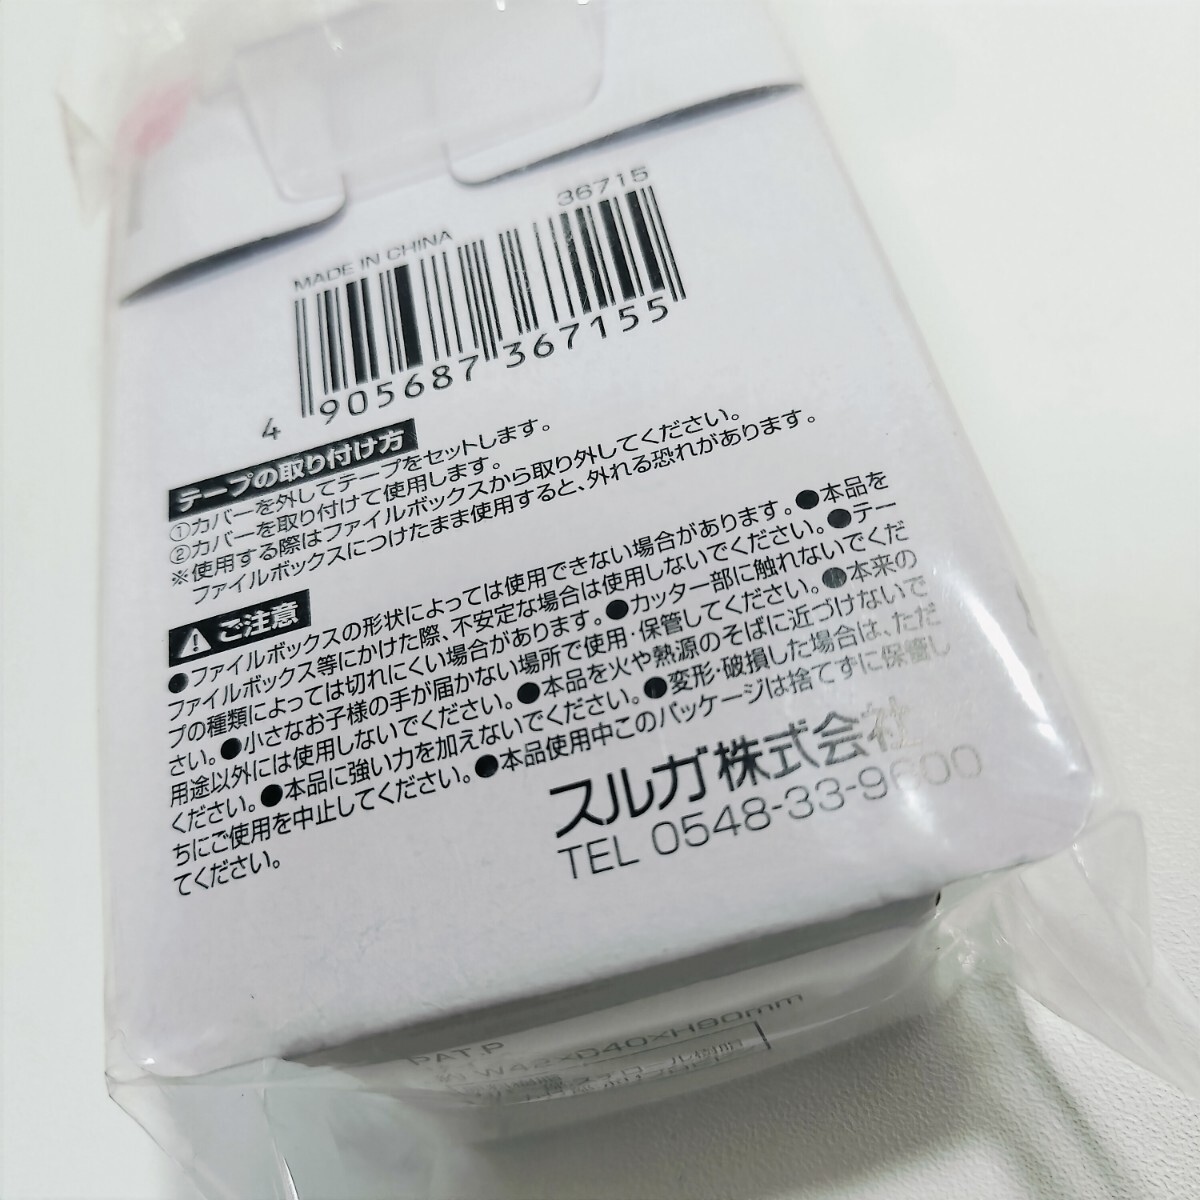 36715
MADE IN CHINA
4 905687 367155
テープの取り付け方
①カバーを外してテープをセットします。
②カバーを取り付けて使用します。
※使用する際はファイルボックスから取り外してください。
ファイルボックスにつけたまま使用すると、外れる恐れがあります。
ご注意
●ファイルボックスの形状によっては使用できない場合があります。●本品を
ファイルボックス等にかけた際、不安定な場合は使用しないでください。●テー
プの種類によっては切れにくい場合があります。●カッター部に触れないでくだ
さい。●小さなお子様の手が届かない場所で使用・保管してください。●本来の
用途以外には使用しないでください。●本品を火や熱源のそばに近づけないで
ください。●本品に強い力を加えないでください。●変形・破損した場合は、ただ
ちにご使用を中止してください。●本品使用中このパッケージは捨てずに保管し
てください。
スルガ株式会社
TEL 0548-33-9600
PAT.P
約W42×D40×H90mm